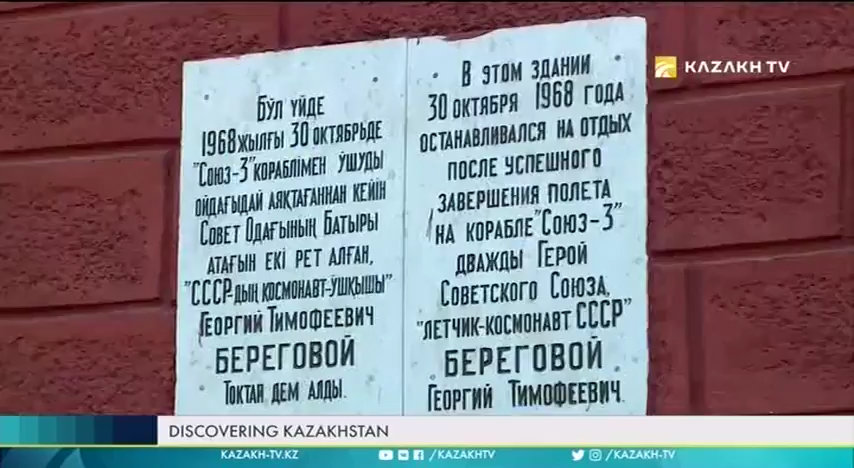 БҰЛ ҮЙДЕ
1968 ЖЫЛҒЫ 30 ОКТЯБРЬДЕ
"СОЮЗ-3" КОРАБЛІМЕН ҰШУДЫ
ОЙДАҒЫДАЙ АЯҚТАҒАННАН КЕЙІН
СОВЕТ ОДАҒЫНЫҢ БАТЫРЫ
АТАҒЫН ЕКІ РЕТ АЛҒАН,
"СССР-ДЫҢ КОСМОНАВТ-ҰШҚЫШЫ"
ГЕОРГИЙ ТИМОФЕЕВИЧ
БЕРЕГОВОЙ
ТОКТАП ДЕМ АЛДЫ.
В ЭТОМ ЗДАНИИ
30 ОКТЯБРЯ 1968 ГОДА
ОСТАНАВЛИВАЛСЯ НА ОТДЫХ
ПОСЛЕ УСПЕШНОГО
ЗАВЕРШЕНИЯ ПОЛЕТА
НА КОРАБЛЕ "СОЮЗ-3"
ДВАЖДЫ ГЕРОЙ
СОВЕТСКОГО СОЮЗА,
"ЛЕТЧИК-КОСМОНАВТ СССР"
БЕРЕГОВОЙ
ГЕОРГИЙ ТИМОФЕЕВИЧ.
KAZAKH TV
DISCOVERING KAZAKHSTAN
KAZAKH-TV.KZ
/KAZAKHTV
/KAZAKH-TV